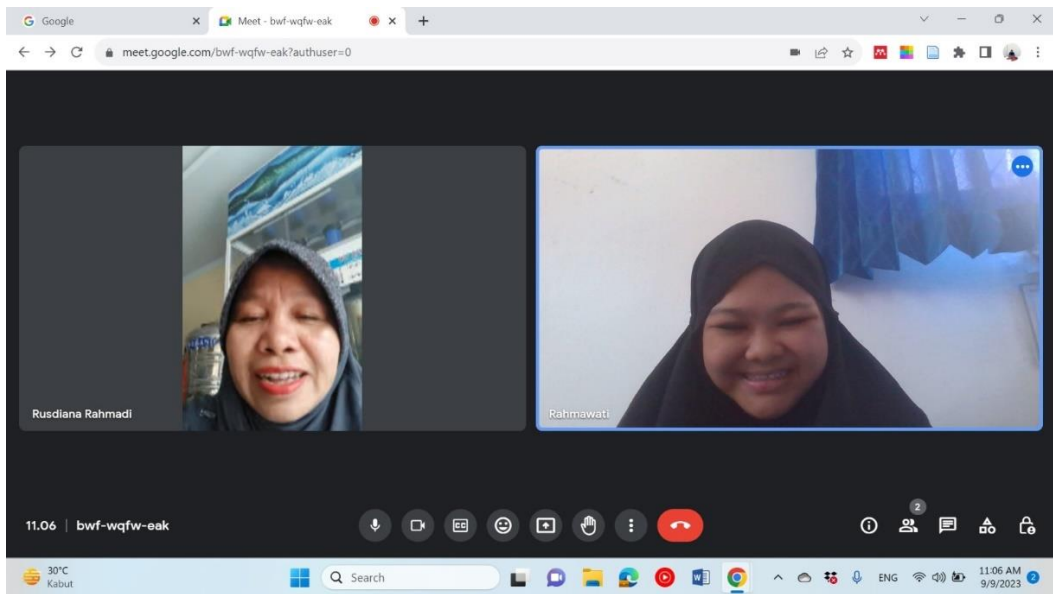 Google
Meet - bwf-wqfw-eak
meet.google.com/bwf-wqfw-eak?authuser=0
Rusdiana Rahmadi
Rahmawati
11.06 | bwf-wqfw-eak
CC
2
30°C
Kabut
Search
ENG
11:06 AM
9/9/2023
2